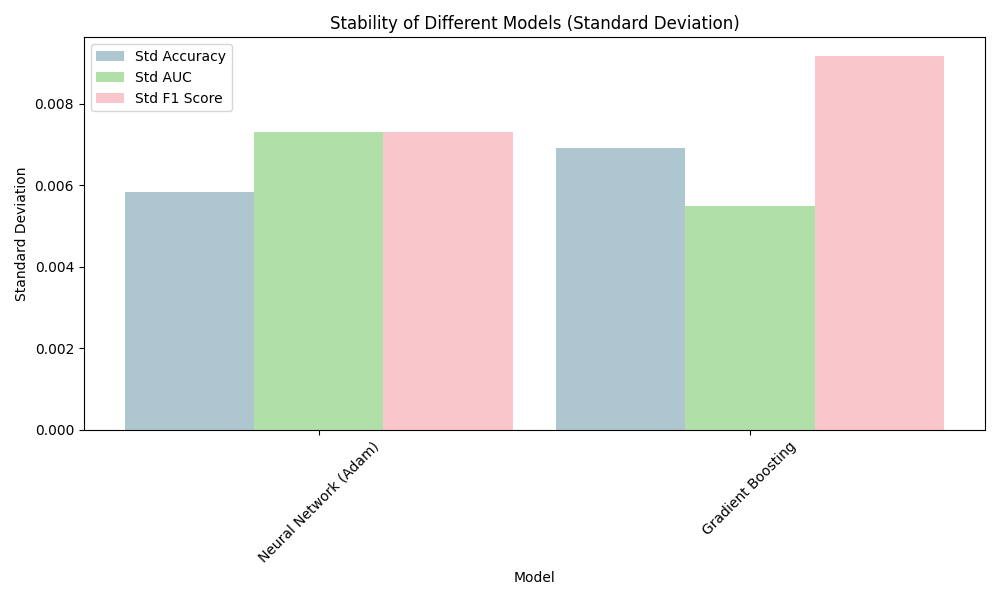 Stability of Different Models (Standard Deviation)
Std Accuracy
Std AUC
Std F1 Score
0.008
0.006
0.004
0.002
0.000
Standard Deviation
Neural Network (Adam)
Gradient Boosting
Model